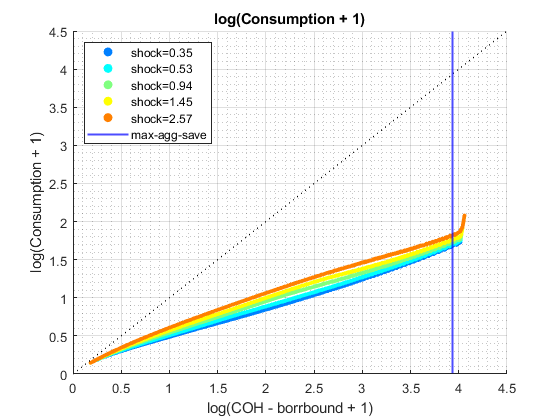 log(Consumption + 1)
4.5
4
3.5
3
2.5
2
1.5
1
0.5
0
log(Consumption + 1)
shock=0.35
shock=0.53
shock=0.94
shock=1.45
shock=2.57
max-agg-save
0 0.5 1 1.5 2 2.5 3 3.5 4 4.5
log(COH - borrbound + 1)